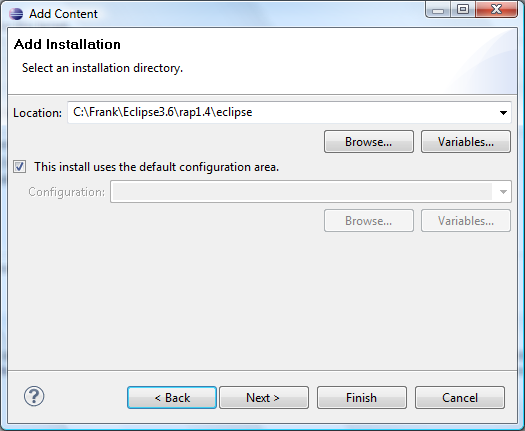 Add Content
Add Installation
Select an installation directory.
Location: C:\Frank\Eclipse3.6\rap1.4\eclipse
Browse... Variables...
This install uses the default configuration area.
Configuration:
Browse... Variables...
? < Back Next > Finish Cancel